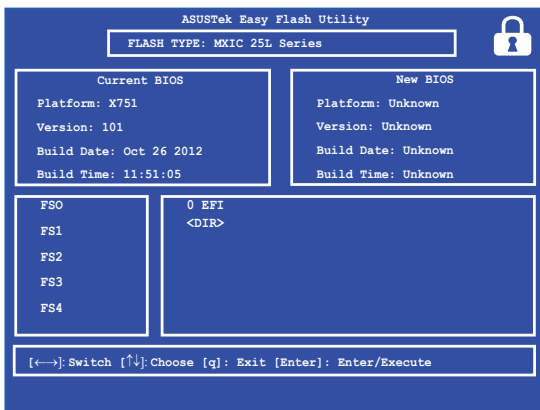 ASUSTek Easy Flash Utility
FLASH TYPE: MXIC 25L Series
Current BIOS
Platform: X751
Version: 101
Build Date: Oct 26 2012
Build Time: 11:51:05
New BIOS
Platform: Unknown
Version: Unknown
Build Date: Unknown
Build Time: Unknown
FSO
FS1
FS2
FS3
FS4
0 EFI
<DIR>
[←→]: Switch [↑↓]: Choose [q]: Exit [Enter]: Enter/Execute